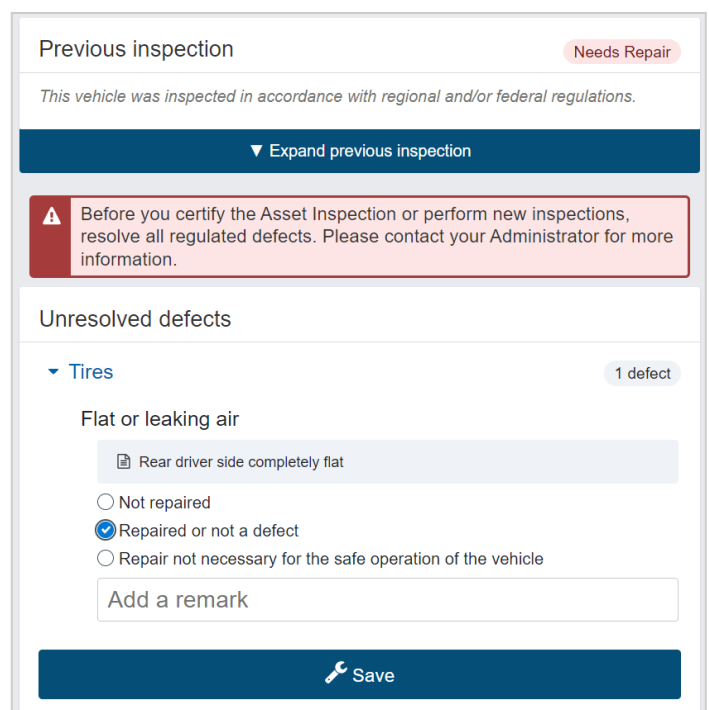 Previous inspection
Needs Repair
This vehicle was inspected in accordance with regional and/or federal regulations.
▼ Expand previous inspection
Before you certify the Asset Inspection or perform new inspections,
resolve all regulated defects. Please contact your Administrator for more
information.
Unresolved defects
Tires
1 defect
Flat or leaking air
Rear driver side completely flat
Not repaired
Repaired or not a defect
Repair not necessary for the safe operation of the vehicle
Add a remark
Save